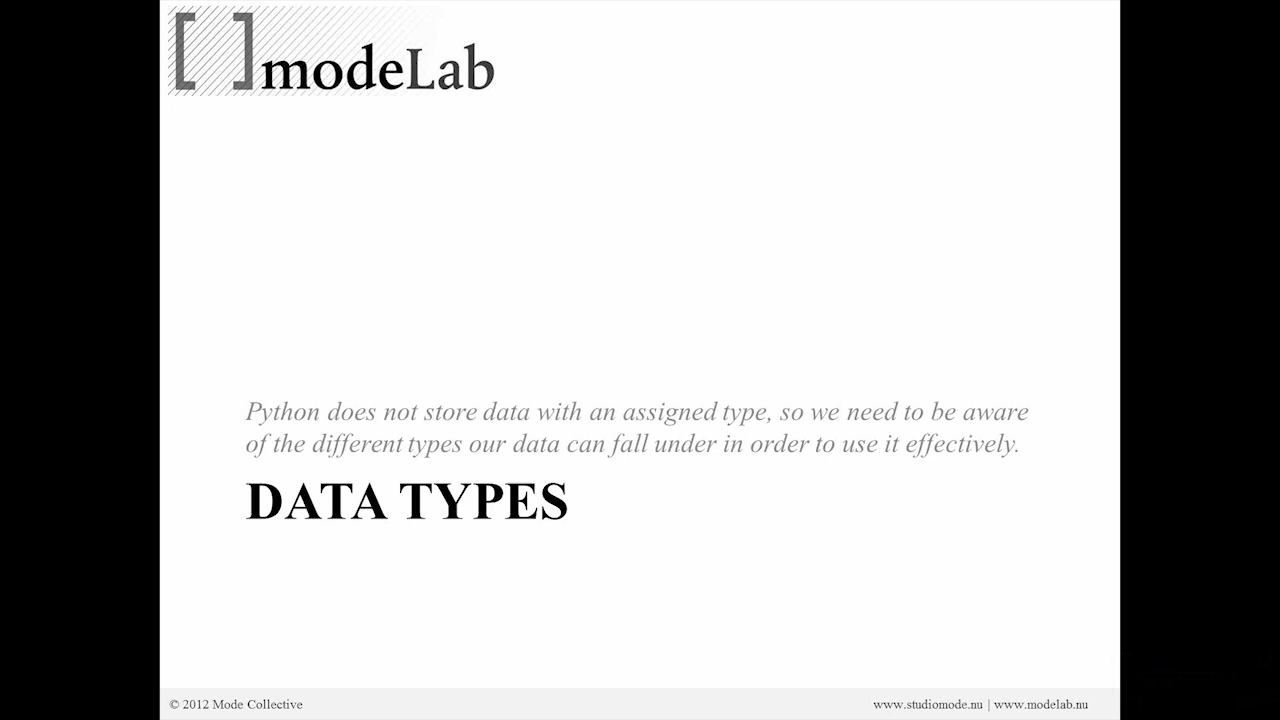 [ ] modeLab
Python does not store data with an assigned type, so we need to be aware
of the different types our data can fall under in order to use it effectively.
DATA TYPES
© 2012 Mode Collective
www.studiomode.nu | www.modelab.nu